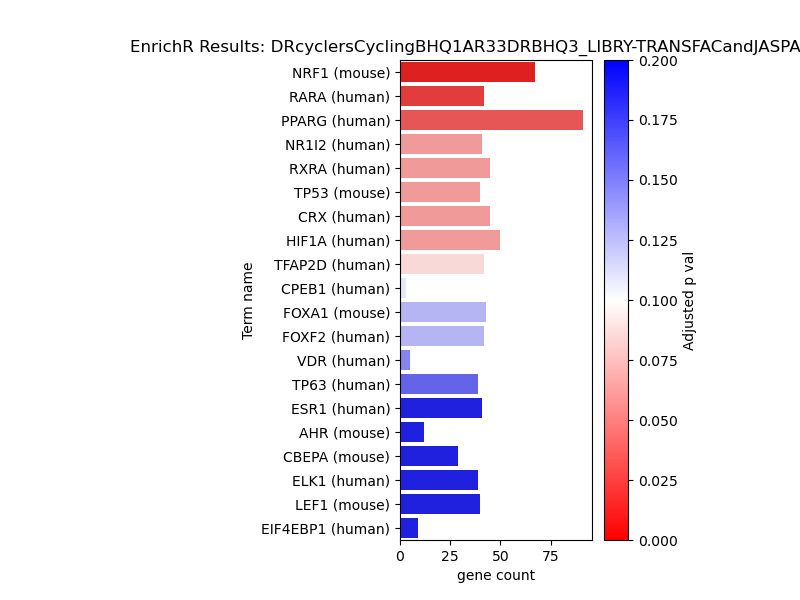 EnrichR Results: DRcyclersCyclingBHQ1AR33DRBHQ3_LIBRY-TRANSFACandJASPA
NRF1 (mouse)
RARA (human)
PPARG (human)
NR1I2 (human)
RXRA (human)
TP53 (mouse)
CRX (human)
HIF1A (human)
TFAP2D (human)
CPEB1 (human)
FOXA1 (mouse)
FOXF2 (human)
VDR (human)
TP63 (human)
ESR1 (human)
AHR (mouse)
CBEPA (mouse)
ELK1 (human)
LEF1 (mouse)
EIF4EBP1 (human)
Term name
0 25 50 75
gene count
0.200
0.175
0.150
0.125
0.100
0.075
0.050
0.025
0.000
Adjusted p val